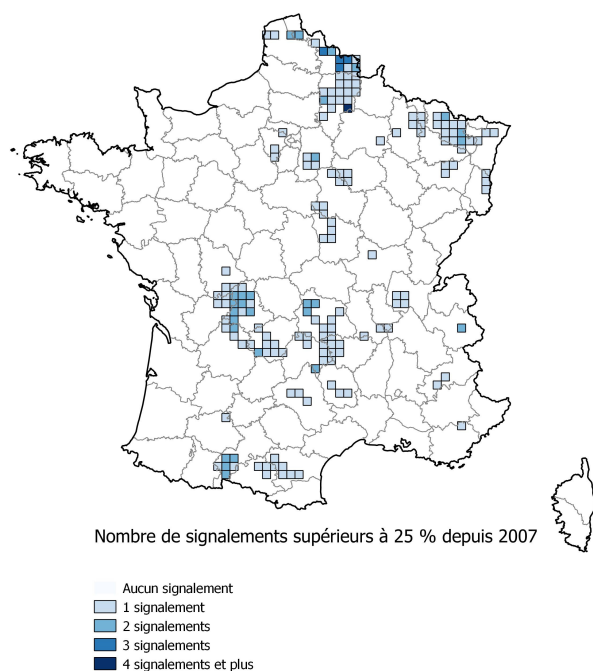 Nombre de signalements supérieurs à 25 % depuis 2007
Aucun signalement
1 signalement
2 signalements
3 signalements
4 signalements et plus